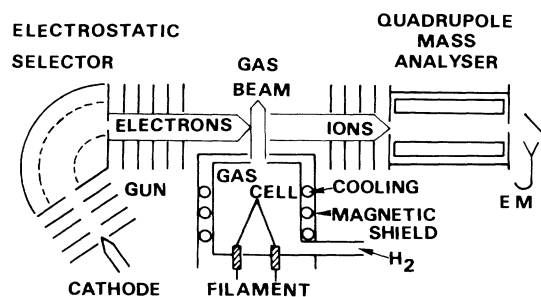 ELECTROSTATIC
SELECTOR
GAS
BEAM
QUADRUPOLE
MASS
ANALYSER
ELECTRONS
IONS
GUN
GAS
CELL
COOLING
MAGNETIC
SHIELD
EM
H₂
CATHODE
FILAMENT